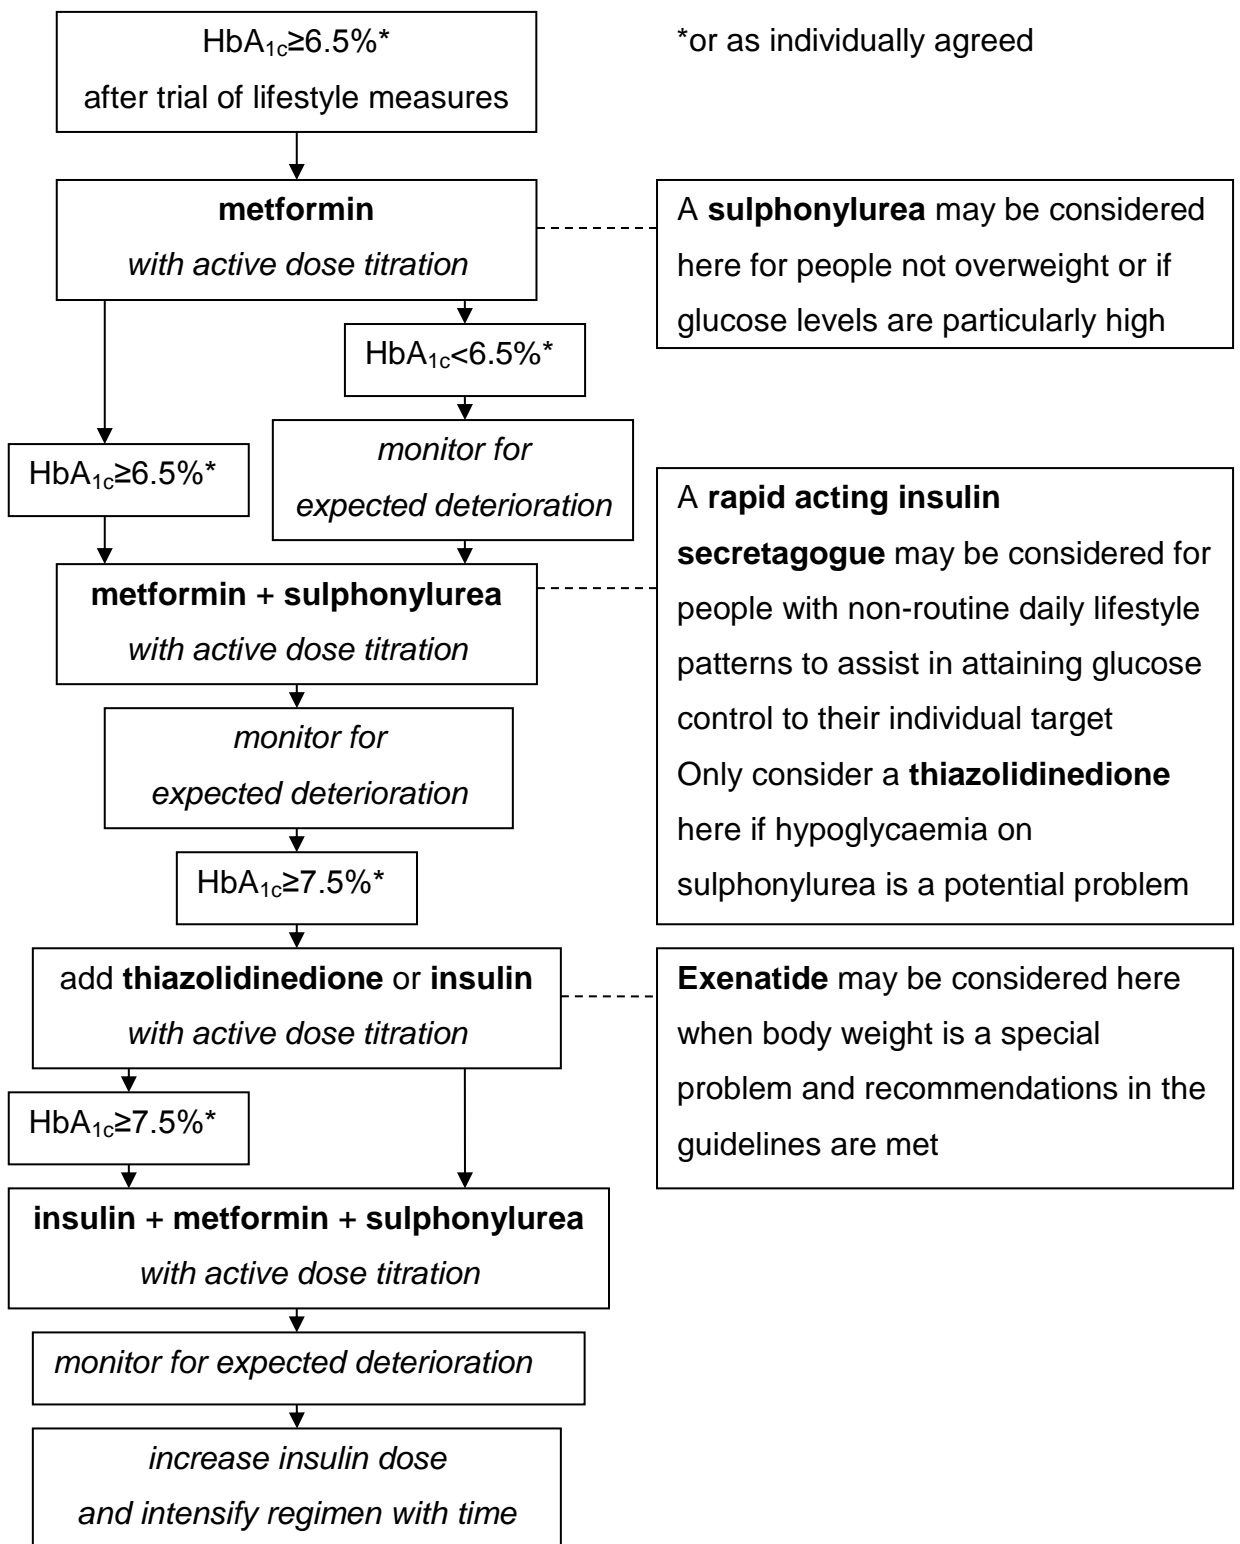 HbA1c≥6.5%*
after trial of lifestyle measures
*or as individually agreed
metformin
with active dose titration
A sulphonylurea may be considered
here for people not overweight or if
glucose levels are particularly high
HbA1c<6.5%*
monitor for
expected deterioration
HbA1c≥6.5%*
metformin + sulphonylurea
with active dose titration
A rapid acting insulin
secretagogue may be considered for
people with non-routine daily lifestyle
patterns to assist in attaining glucose
control to their individual target
Only consider a thiazolidinedione
here if hypoglycaemia on
sulphonylurea is a potential problem
monitor for
expected deterioration
HbA1c≥7.5%*
add thiazolidinedione or insulin
with active dose titration
Exenatide may be considered here
when body weight is a special
problem and recommendations in the
guidelines are met
HbA1c≥7.5%*
insulin + metformin + sulphonylurea
with active dose titration
monitor for expected deterioration
increase insulin dose
and intensify regimen with time